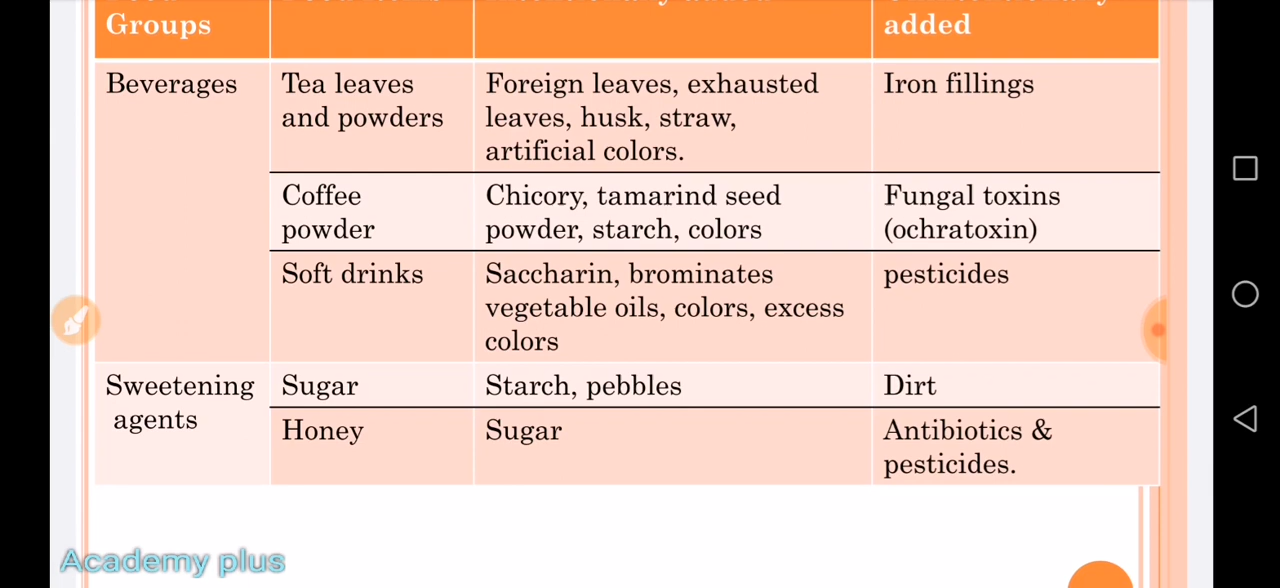 Groups
added
Beverages
Tea leaves
and powders
Foreign leaves, exhausted
leaves, husk, straw,
artificial colors.
Iron fillings
Coffee
powder
Chicory, tamarind seed
powder, starch, colors
Fungal toxins
(ochratoxin)
Soft drinks
Saccharin, brominates
vegetable oils, colors, excess
colors
pesticides
Sweetening
agents
Sugar
Starch, pebbles
Dirt
Honey
Sugar
Antibiotics &
pesticides.
Academy plus